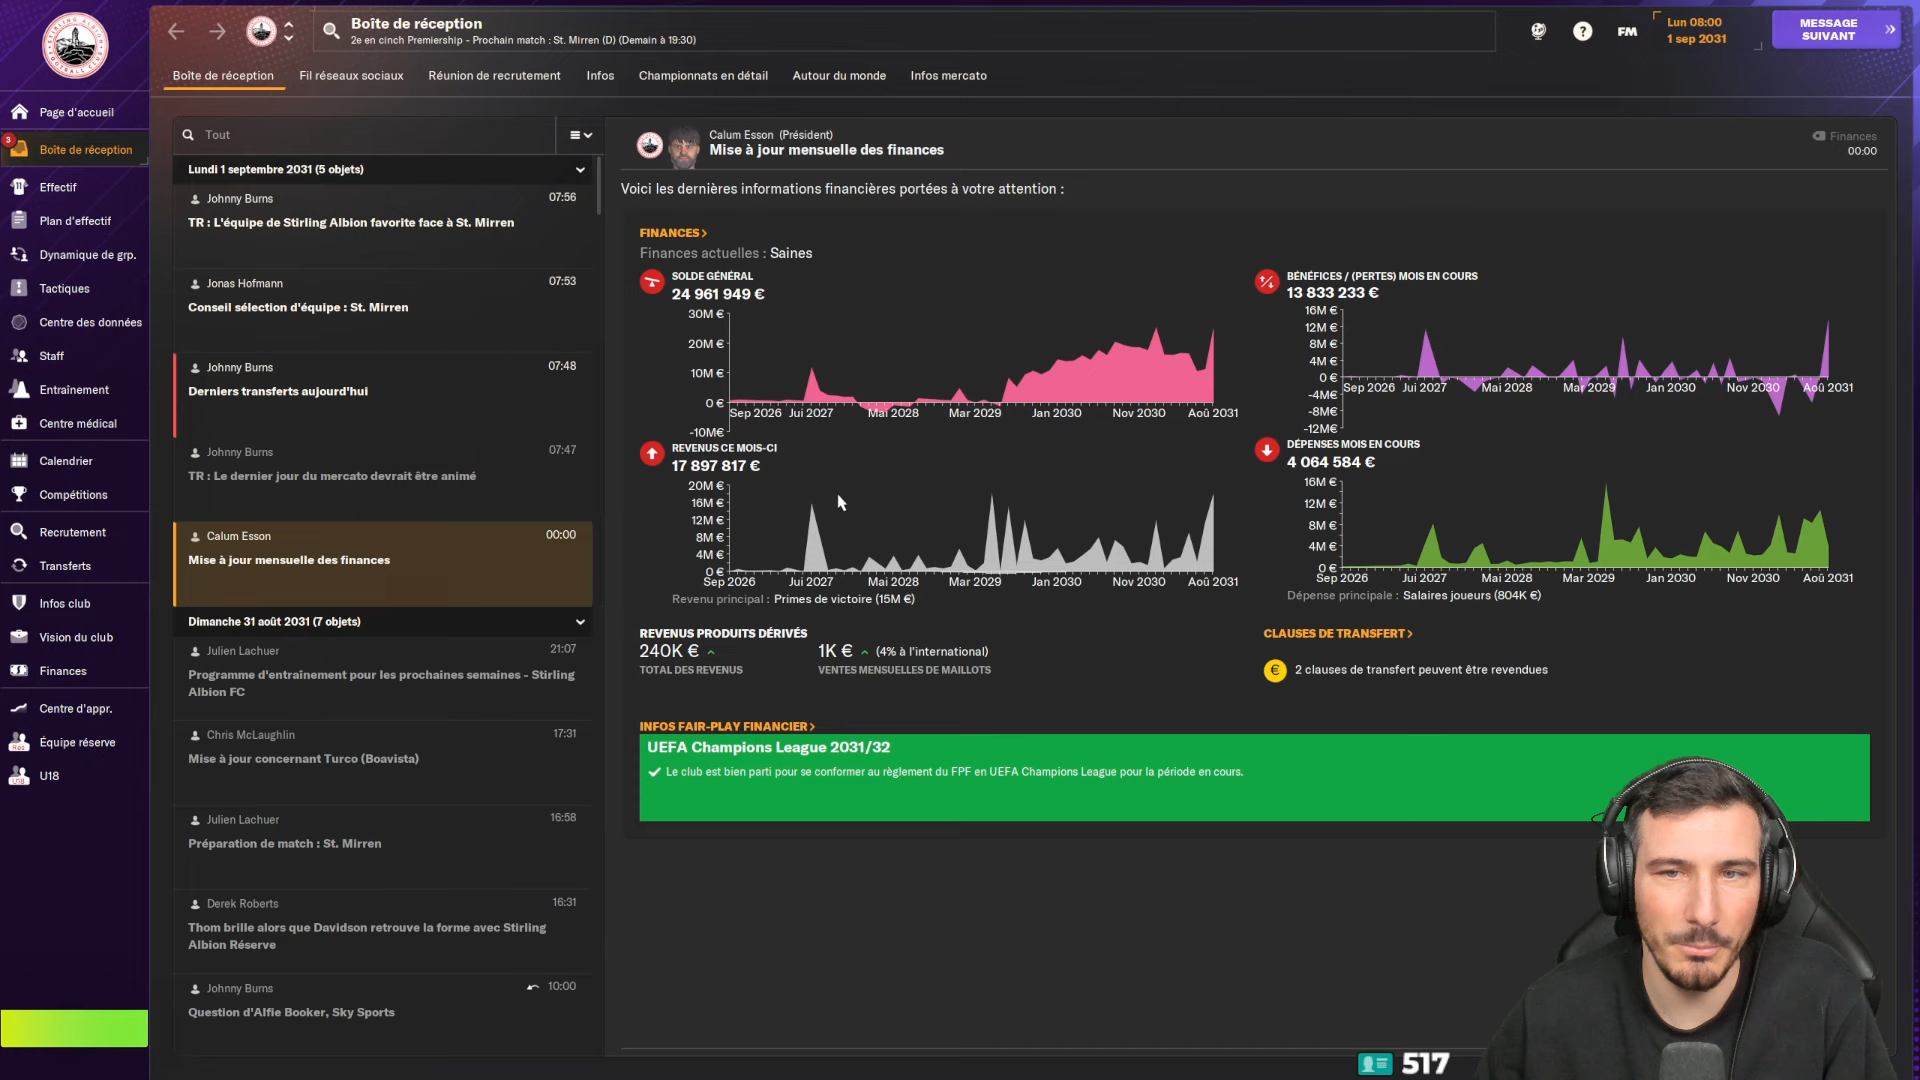 STIRLING ALBION
FOOTBALL CLUB
Boîte de réception
2e en cinch Premiership - Prochain match : St. Mirren (D) (Demain à 19:30)
FM
Lun 08:00
1 sep 2031
MESSAGE
SUIVANT
Boîte de réception
Fil réseaux sociaux
Réunion de recrutement
Infos
Championnats en détail
Autour du monde
Infos mercato
Page d'accueil
3
Boîte de réception
Effectif
Plan d'effectif
Dynamique de grp.
Tactiques
Centre des données
Staff
Entraînement
Centre médical
Calendrier
Compétitions
Recrutement
Transferts
Infos club
Vision du club
Finances
Centre d'appr.
Équipe réserve
U18
Tout
Lundi 1 septembre 2031 (5 objets)
Johnny Burns 07:56
TR : L'équipe de Stirling Albion favorite face à St. Mirren
Jonas Hofmann 07:53
Conseil sélection d'équipe : St. Mirren
Johnny Burns 07:48
Derniers transferts aujourd'hui
Johnny Burns 07:47
TR : Le dernier jour du mercato devrait être animé
Calum Esson 00:00
Mise à jour mensuelle des finances
Dimanche 31 août 2031 (7 objets)
Julien Lachuer 21:07
Programme d'entraînement pour les prochaines semaines - Stirling
Albion FC
Chris McLaughlin 17:31
Mise à jour concernant Turco (Boavista)
Julien Lachuer 16:58
Préparation de match : St. Mirren
Derek Roberts 16:31
Thom brille alors que Davidson retrouve la forme avec Stirling
Albion Réserve
Johnny Burns 10:00
Question d'Alfie Booker, Sky Sports
Calum Esson (Président)
Mise à jour mensuelle des finances
Finances
00:00
Voici les dernières informations financières portées à votre attention :
FINANCES >
Finances actuelles : Saines
SOLDE GÉNÉRAL
24 961 949 €
30M €
20M €
10M €
0 €
-10M€
Sep 2026 Jui 2027 Mai 2028 Mar 2029 Jan 2030 Nov 2030 Aoû 2031
BÉNÉFICES / (PERTES) MOIS EN COURS
13 833 233 €
16M €
12M €
8M €
4M €
0 €
-4M€
-8M€
-12M€
Sep 2026 Jui 2027 Mai 2028 Mar 2029 Jan 2030 Nov 2030 Aoû 2031
REVENUS CE MOIS-CI
17 897 817 €
20M €
16M €
12M €
8M €
4M €
0 €
Sep 2026 Jui 2027 Mai 2028 Mar 2029 Jan 2030 Nov 2030 Aoû 2031
Revenu principal : Primes de victoire (15M €)
DÉPENSES MOIS EN COURS
4 064 584 €
16M €
12M €
8M €
4M €
0 €
Sep 2026 Jui 2027 Mai 2028 Mar 2029 Jan 2030 Nov 2030 Aoû 2031
Dépense principale : Salaires joueurs (804K €)
REVENUS PRODUITS DÉRIVÉS
240K €
TOTAL DES REVENUS
1K € (4% à l'international)
VENTES MENSUELLES DE MAILLOTS
CLAUSES DE TRANSFERT >
€ 2 clauses de transfert peuvent être revendues
INFOS FAIR-PLAY FINANCIER >
UEFA Champions League 2031/32
Le club est bien parti pour se conformer au règlement du FPF en UEFA Champions League pour la période en cours.
517